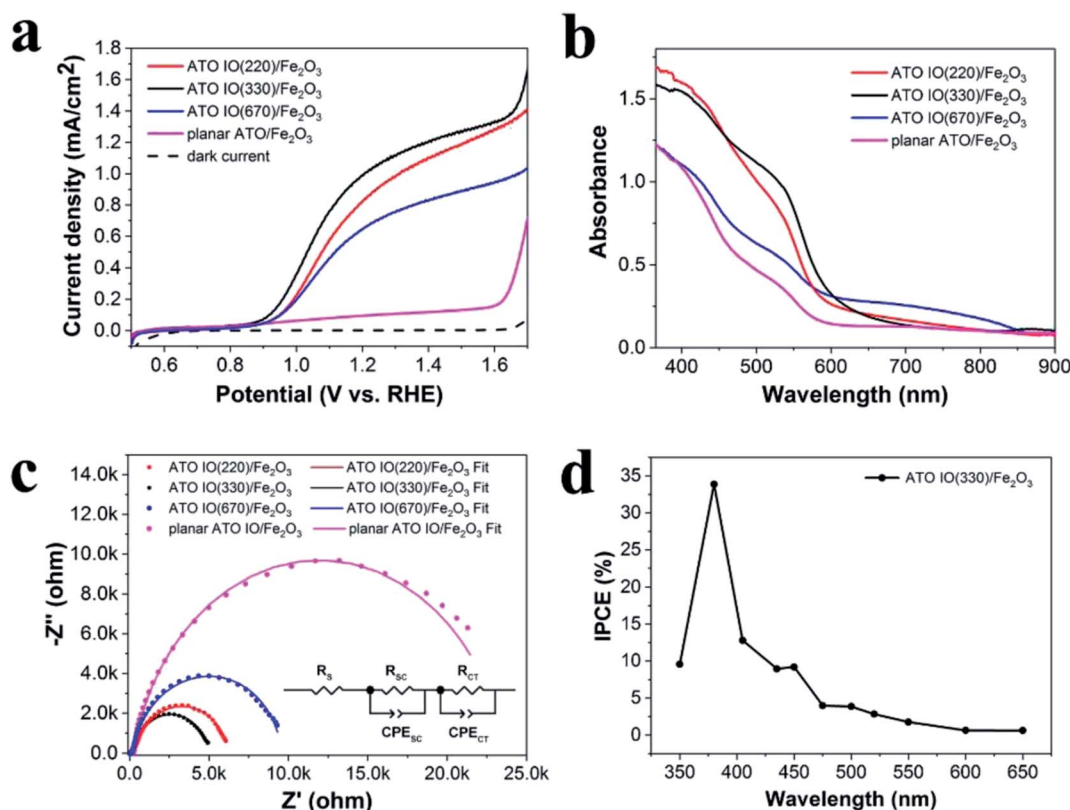 a
Current density (mA/cm²)
1.8
1.6
1.4
1.2
1.0
0.8
0.6
0.4
0.2
0.0
ATO IO(220)/Fe₂O₃
ATO IO(330)/Fe₂O₃
ATO IO(670)/Fe₂O₃
planar ATO/Fe₂O₃
dark current
0.6 0.8 1.0 1.2 1.4 1.6
Potential (V vs. RHE)
b
Absorbance
1.5
1.0
0.5
0.0
ATO IO(220)/Fe₂O₃
ATO IO(330)/Fe₂O₃
ATO IO(670)/Fe₂O₃
planar ATO/Fe₂O₃
400 500 600 700 800 900
Wavelength (nm)
c
-Z'' (ohm)
14.0k
12.0k
10.0k
8.0k
6.0k
4.0k
2.0k
0.0
ATO IO(220)/Fe₂O₃ ATO IO(220)/Fe₂O₃ Fit
ATO IO(330)/Fe₂O₃ ATO IO(330)/Fe₂O₃ Fit
ATO IO(670)/Fe₂O₃ ATO IO(670)/Fe₂O₃ Fit
planar ATO IO/Fe₂O₃ planar ATO IO/Fe₂O₃ Fit
R_S R_SC R_CT
CPE_SC CPE_CT
0.0 5.0k 10.0k 15.0k 20.0k 25.0k
Z' (ohm)
d
IPCE (%)
35
30
25
20
15
10
5
0
ATO IO(330)/Fe₂O₃
350 400 450 500 550 600 650
Wavelength (nm)